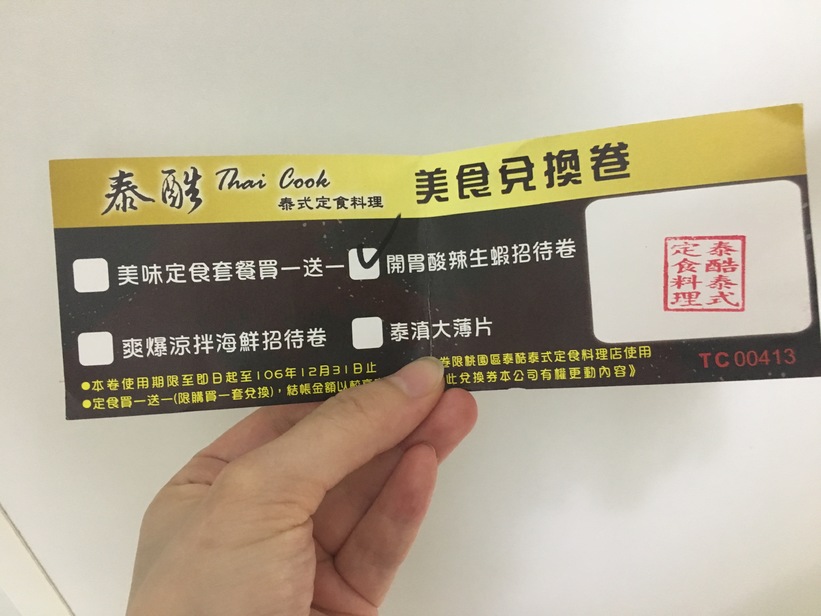 泰酷 Thai Cook
泰式定食料理
美食兌換卷
美味定食套餐買一送一
開胃酸辣生蝦招待卷
爽爆涼拌海鮮招待卷
泰滇大薄片
泰酷泰式
定食料理
●本卷使用期限至即日起至106年12月31日止
卷限桃園區泰酷泰式定食料理店使用
●定食買一送一(限購買一套兌換)，結帳金額以較高
此兌換券本公司有權更動內容》
TC00413